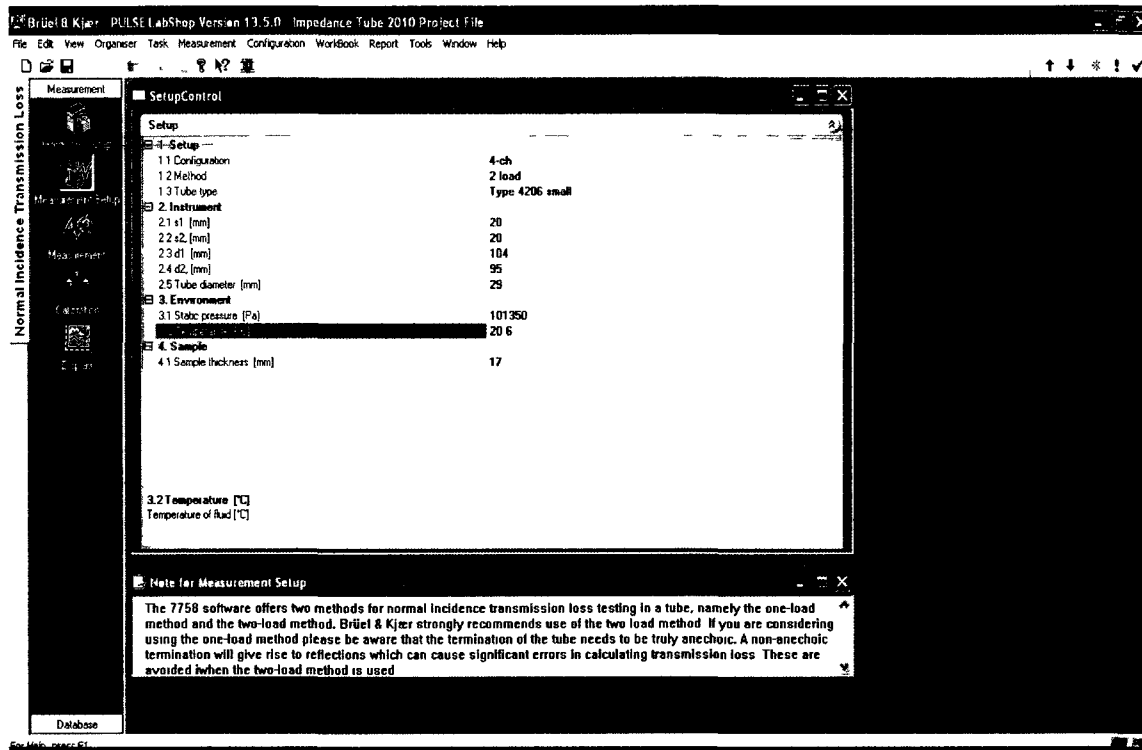 Brüel & Kjær PULSE LabShop Version 13.5.0 Impedance Tube 2010 Project File
File Edit View Organiser Task Measurement Configuration WorkBook Report Tools Window Help
Normal Incidence Transmission Loss
Measurement
Measurement Setup
Measurement
Calculation
Database
SetupControl
Setup
1 Setup
1 1 Configuration 4-ch
1 2 Method 2 load
1 3 Tube type Type 4206 small
2. Instrument
2.1 s1 [mm] 20
2 2 s2, [mm] 20
2 3 d1 [mm] 104
2.4 d2, [mm] 95
2.5 Tube diameter [mm] 29
3. Environment
3.1 Static pressure [Pa] 101350
20 6
4. Sample
4 1 Sample thickness [mm] 17
3.2 Temperature [°C]
Temperature of fluid [°C]
Note for Measurement Setup
The 7758 software offers two methods for normal incidence transmission loss testing in a tube, namely the one-load
method and the two-load method. Brüel & Kjær strongly recommends use of the two load method If you are considering
using the one-load method please be aware that the termination of the tube needs to be truly anechoic. A non-anechoic
termination will give rise to reflections which can cause significant errors in calculating transmission loss These are
avoided iwhen the two-load method is used
For Help, press F1